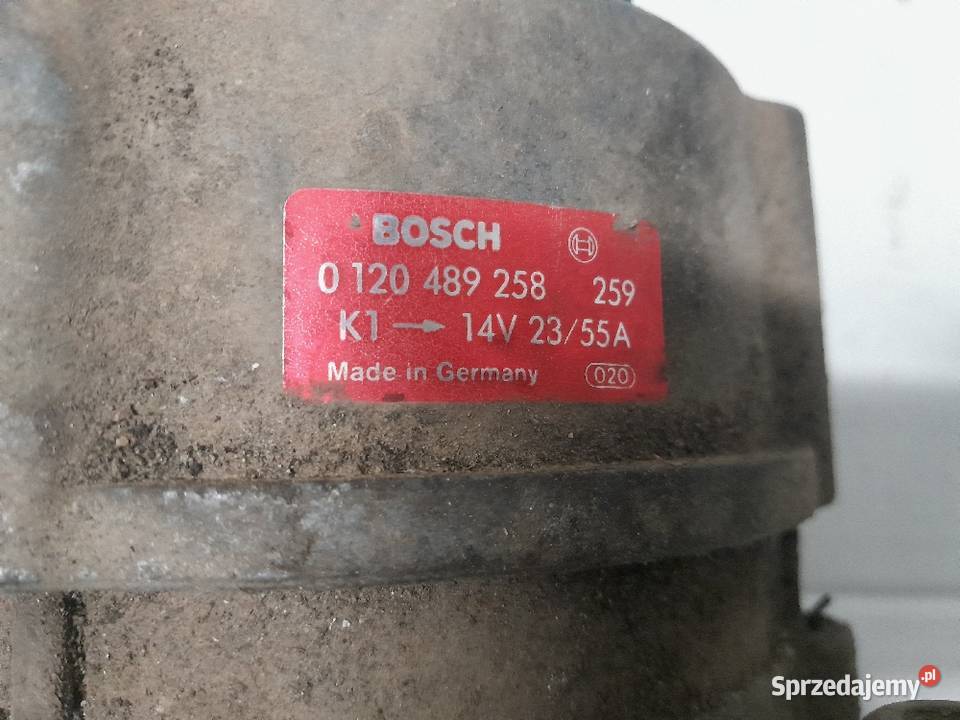 BOSCH
0 120 489 258 259
K1 → 14V 23/55A
Made in Germany 020
Sprzedajemy.pl